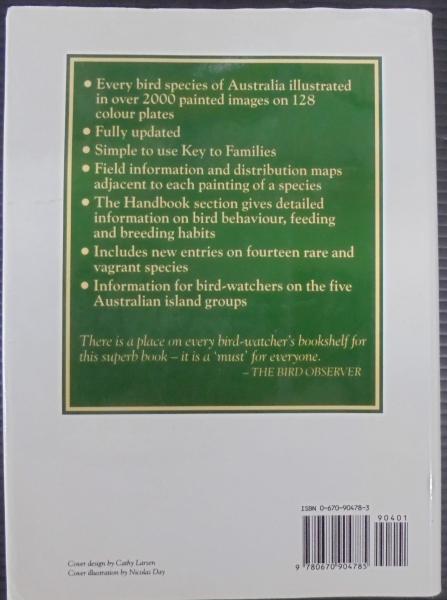 • Every bird species of Australia illustrated
in over 2000 painted images on 128
colour plates
• Fully updated
• Simple to use Key to Families
• Field information and distribution maps
adjacent to each painting of a species
• The Handbook section gives detailed
information on bird behaviour, feeding
and breeding habits
• Includes new entries on fourteen rare and
vagrant species
• Information for bird-watchers on the five
Australian island groups
There is a place on every bird-watcher's bookshelf for
this superb book – it is a 'must' for everyone.
– THE BIRD OBSERVER
ISBN 0-670-90478-3
90401
9 780670 904785
Cover design by Cathy Larsen
Cover illustration by Nicolas Day